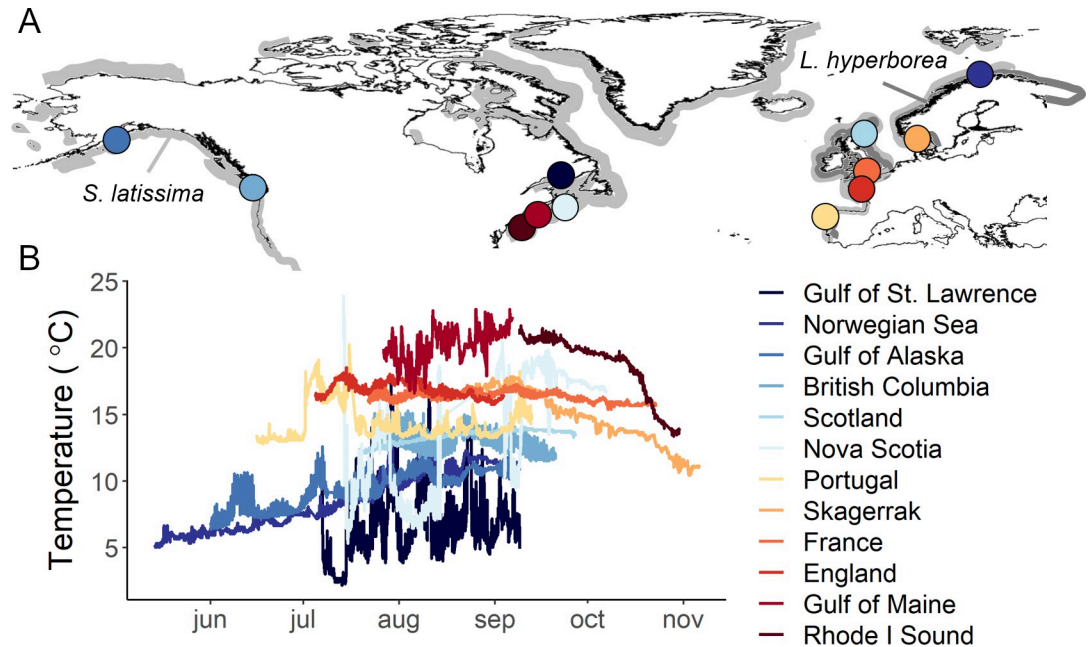 A
L. hyperborea
S. latissima
B
Temperature ( °C)
25
20
15
10
5
jun jul aug sep oct nov
Gulf of St. Lawrence
Norwegian Sea
Gulf of Alaska
British Columbia
Scotland
Nova Scotia
Portugal
Skagerrak
France
England
Gulf of Maine
Rhode I Sound